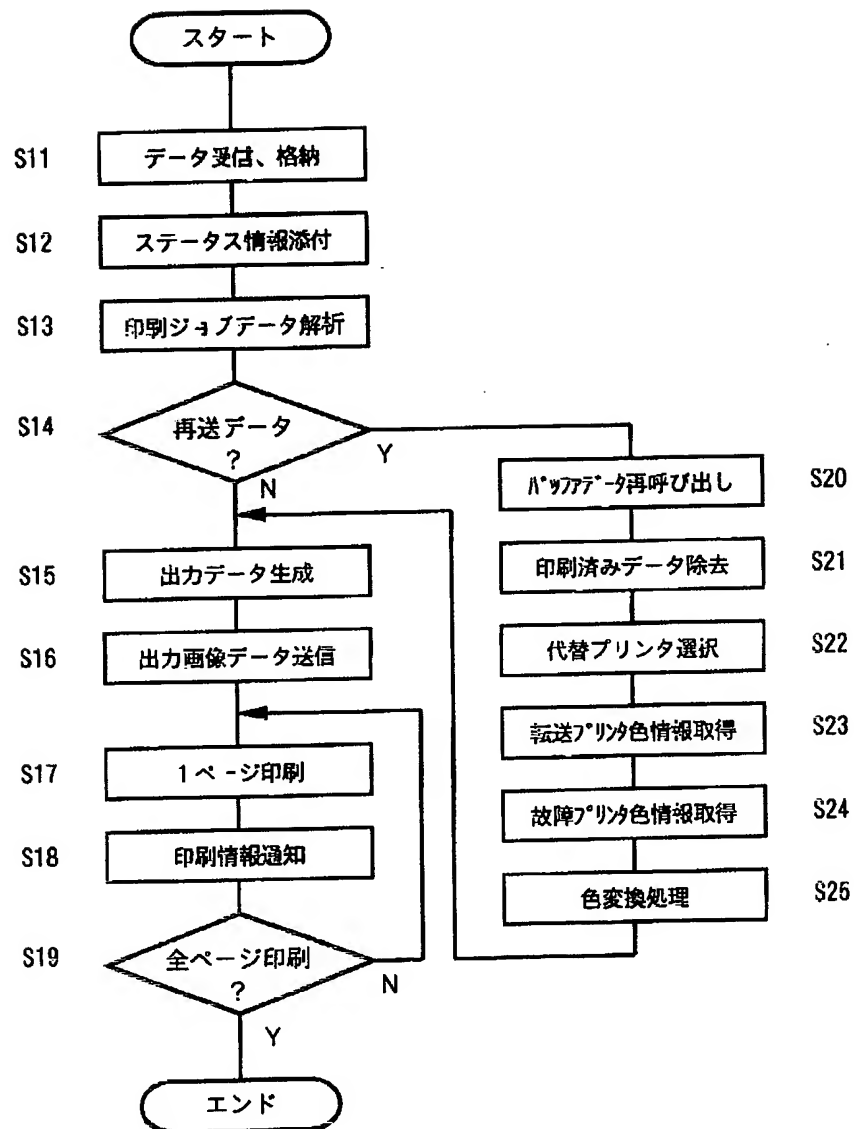 スタート
S11 データ受信、格納
S12 ステータス情報添付
S13 印刷ジョブデータ解析
S14 再送データ
?
Y
N
S15 出力データ生成
S16 出力画像データ送信
S17 1ページ印刷
S18 印刷情報通知
S19 全ページ印刷
?
N
Y
エンド
ﾊﾞｯﾌｧﾃﾞｰﾀ再呼び出し S20
印刷済みデータ除去 S21
代替プリンタ選択 S22
転送ﾌﾟﾘﾝﾀ色情報取得 S23
故障ﾌﾟﾘﾝﾀ色情報取得 S24
色変換処理 S25